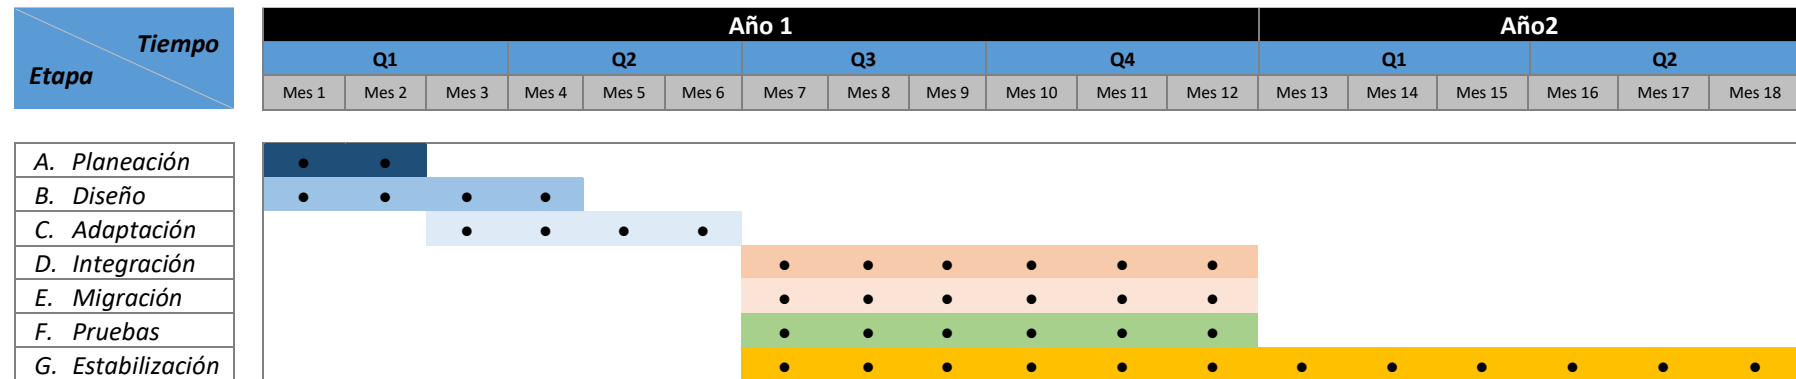 Tiempo
Etapa
Año 1 Año2
Q1 Q2 Q3 Q4 Q1 Q2
Mes 1 Mes 2 Mes 3 Mes 4 Mes 5 Mes 6 Mes 7 Mes 8 Mes 9 Mes 10 Mes 11 Mes 12 Mes 13 Mes 14 Mes 15 Mes 16 Mes 17 Mes 18
A. Planeación ● ●
B. Diseño ● ● ● ●
C. Adaptación ● ● ● ●
D. Integración ● ● ● ● ● ●
E. Migración ● ● ● ● ● ●
F. Pruebas ● ● ● ● ● ●
G. Estabilización ● ● ● ● ● ● ● ● ● ● ● ●